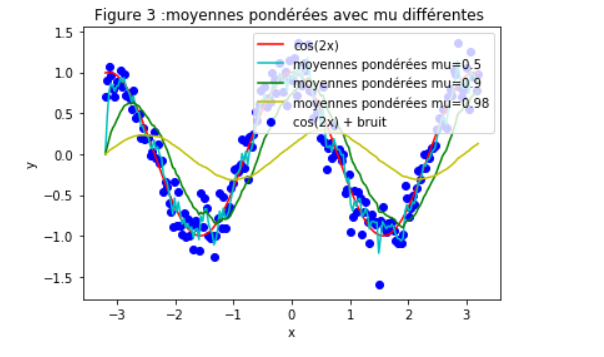 Figure 3 :moyennes pondérées avec mu différentes
1.5
cos(2x)
moyennes pondérées mu=0.5
moyennes pondérées mu=0.9
moyennes pondérées mu=0.98
cos(2x) + bruit
1.0
0.5
0.0
−0.5
−1.0
−1.5
y
−3 −2 −1 0 1 2 3
x